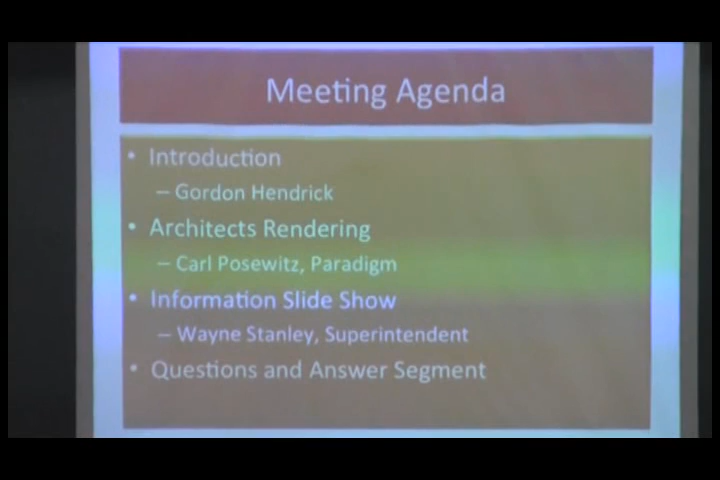 Meeting Agenda
• Introduction
– Gordon Hendrick
• Architects Rendering
– Carl Posewitz, Paradigm
• Information Slide Show
– Wayne Stanley, Superintendent
• Questions and Answer Segment